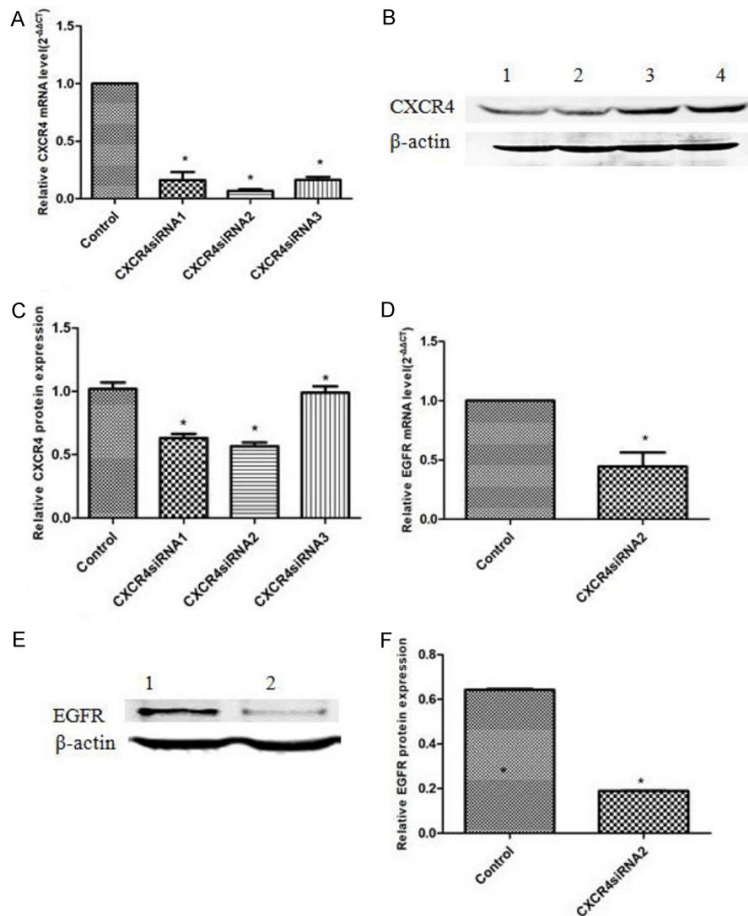 A
Relative CXCR4 mRNA level(2-ΔΔCT)
1.5
1.0
0.5
0.0
*
*
*
Control
CXCR4siRNA1
CXCR4siRNA2
CXCR4siRNA3
B
1 2 3 4
CXCR4
β-actin
C
Relative CXCR4 protein expression
1.5
1.0
0.5
0.0
*
*
*
Control
CXCR4siRNA1
CXCR4siRNA2
CXCR4siRNA3
D
Relative EGFR mRNA level(2-ΔΔCT)
1.5
1.0
0.5
0.0
*
Control
CXCR4siRNA2
E
1 2
EGFR
β-actin
F
Relative EGFR protein expression
0.8
0.6
0.4
0.2
0.0
*
*
Control
CXCR4siRNA2